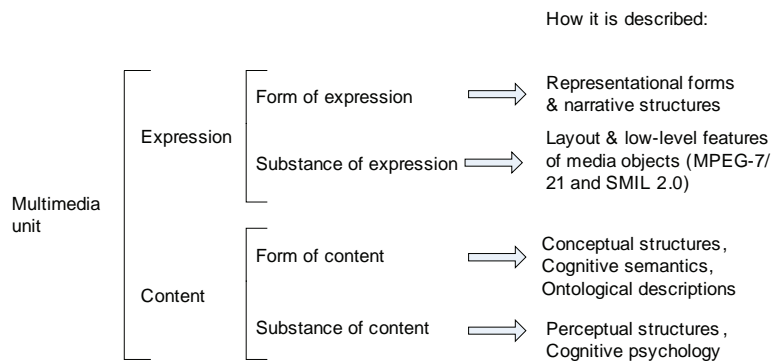 How it is described:
Form of expression
Representational forms
& narrative structures
Expression
Substance of expression
Layout & low-level features
of media objects (MPEG-7/
21 and SMIL 2.0)
Multimedia
unit
Form of content
Conceptual structures,
Cognitive semantics,
Ontological descriptions
Content
Substance of content
Perceptual structures ,
Cognitive psychology